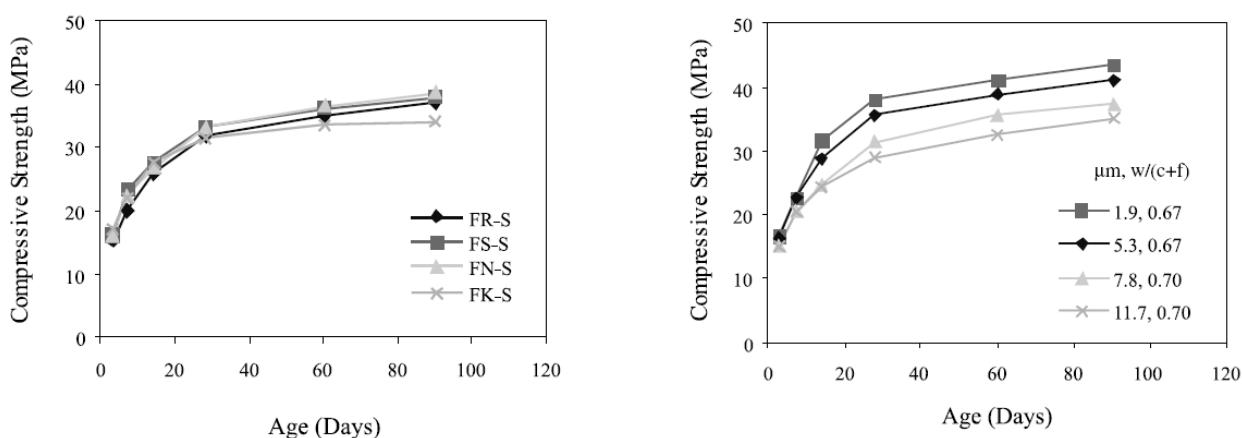 Compressive Strength (MPa)
50
40
30
20
10
0
0 20 40 60 80 100 120
Age (Days)
FR-S
FS-S
FN-S
FK-S
Compressive Strength (MPa)
50
40
30
20
10
0
0 20 40 60 80 100 120
Age (Days)
µm, w/(c+f)
1.9, 0.67
5.3, 0.67
7.8, 0.70
11.7, 0.70